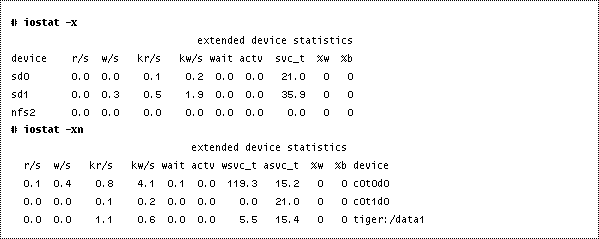 # iostat -x
extended device statistics
device r/s w/s kr/s kw/s wait actv svc_t %w %b
sd0 0.0 0.0 0.1 0.2 0.0 0.0 21.0 0 0
sd1 0.0 0.3 0.5 1.9 0.0 0.0 35.9 0 0
nfs2 0.0 0.0 0.0 0.0 0.0 0.0 0.0 0 0
# iostat -xn
extended device statistics
r/s w/s kr/s kw/s wait actv wsvc_t asvc_t %w %b device
0.1 0.4 0.8 4.1 0.1 0.0 119.3 15.2 0 0 c0t0d0
0.0 0.0 0.1 0.2 0.0 0.0 0.0 21.0 0 0 c0t1d0
0.0 0.0 1.1 0.6 0.0 0.0 5.5 15.4 0 0 tiger:/data1